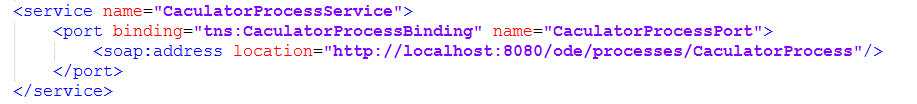 <service name="CaculatorProcessService">
<port binding="tns:CaculatorProcessBinding" name="CaculatorProcessPort">
<soap:address location="http://localhost:8080/ode/processes/CaculatorProcess"/>
</port>
</service>